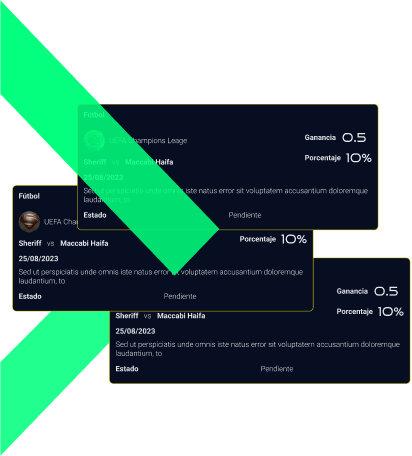 Fútbol
UEFA Champions Leage
Ganancia 0.5
Sheriff vs Maccabi Haifa
Porcentaje 10%
25/08/2023
Sed ut perspiciatis unde omnis iste natus error sit voluptatem accusantium doloremque
laudantium, to
Estado Pendiente
Fútbol
UEFA Cha
Sheriff vs Maccabi Haifa
Porcentaje 10%
25/08/2023
Sed ut perspiciatis unde omnis iste natus error sit voluptatem accusantium doloremque
laudantium, to
Estado Pendiente
Ganancia 0.5
Sheriff vs Maccabi Haifa
Porcentaje 10%
25/08/2023
Sed ut perspiciatis unde omnis iste natus error sit voluptatem accusantium doloremque
laudantium, to
Estado Pendiente